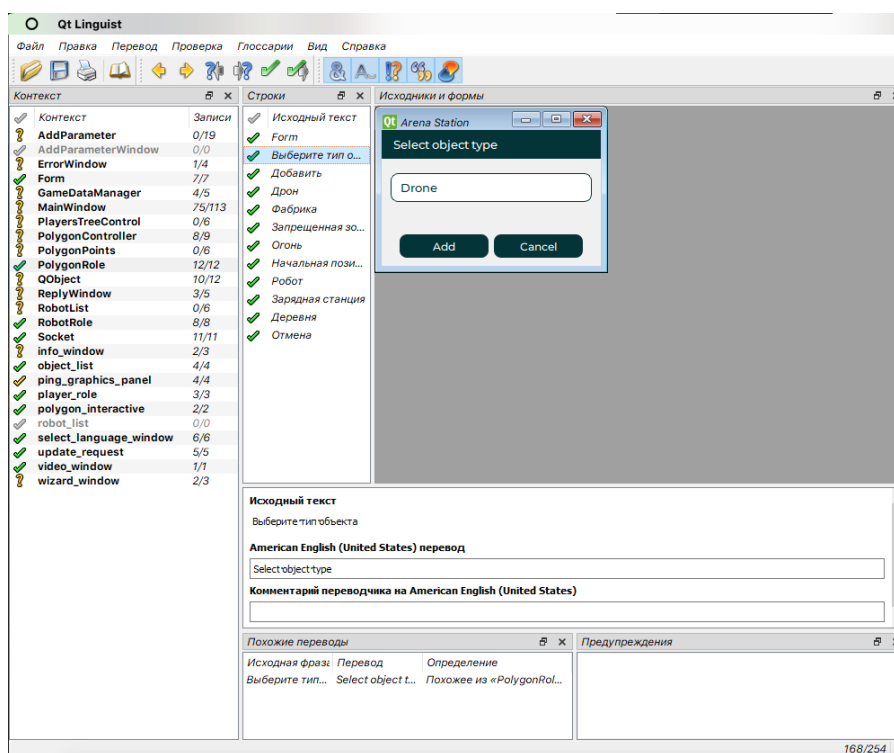 Qt Linguist
Файл Правка Перевод Проверка Глоссарии Вид Справка
Контекст
Контекст Записи
AddParameter 0/19
AddParameterWindow 0/0
ErrorWindow 1/4
Form 7/7
GameDataManager 4/5
MainWindow 75/113
PlayersTreeControl 0/6
PolygonController 8/9
PolygonPoints 0/6
PolygonRole 12/12
QObject 10/12
ReplyWindow 3/5
RobotList 0/6
RobotRole 8/8
Socket 11/11
info_window 2/3
object_list 4/4
ping_graphics_panel 4/4
player_role 3/3
polygon_interactive 2/2
robot_list 0/0
select_language_window 6/6
update_request 5/5
video_window 1/1
wizard_window 2/3
Строки
Исходный текст
Form
Выберите тип о...
Добавить
Дрон
Фабрика
Запрещенная зо...
Огонь
Начальная пози...
Робот
Зарядная станция
Деревня
Отмена
Исходники и формы
Qt Arena Station
Select object type
Drone
Add Cancel
Исходный текст
Выберите тип объекта
American English (United States) перевод
Select object type
Комментарий переводчика на American English (United States)
Похожие переводы
Исходная фраза Перевод Определение
Выберите тип... Select object t... Похожее из «PolygonRol...
Предупреждения
168/254